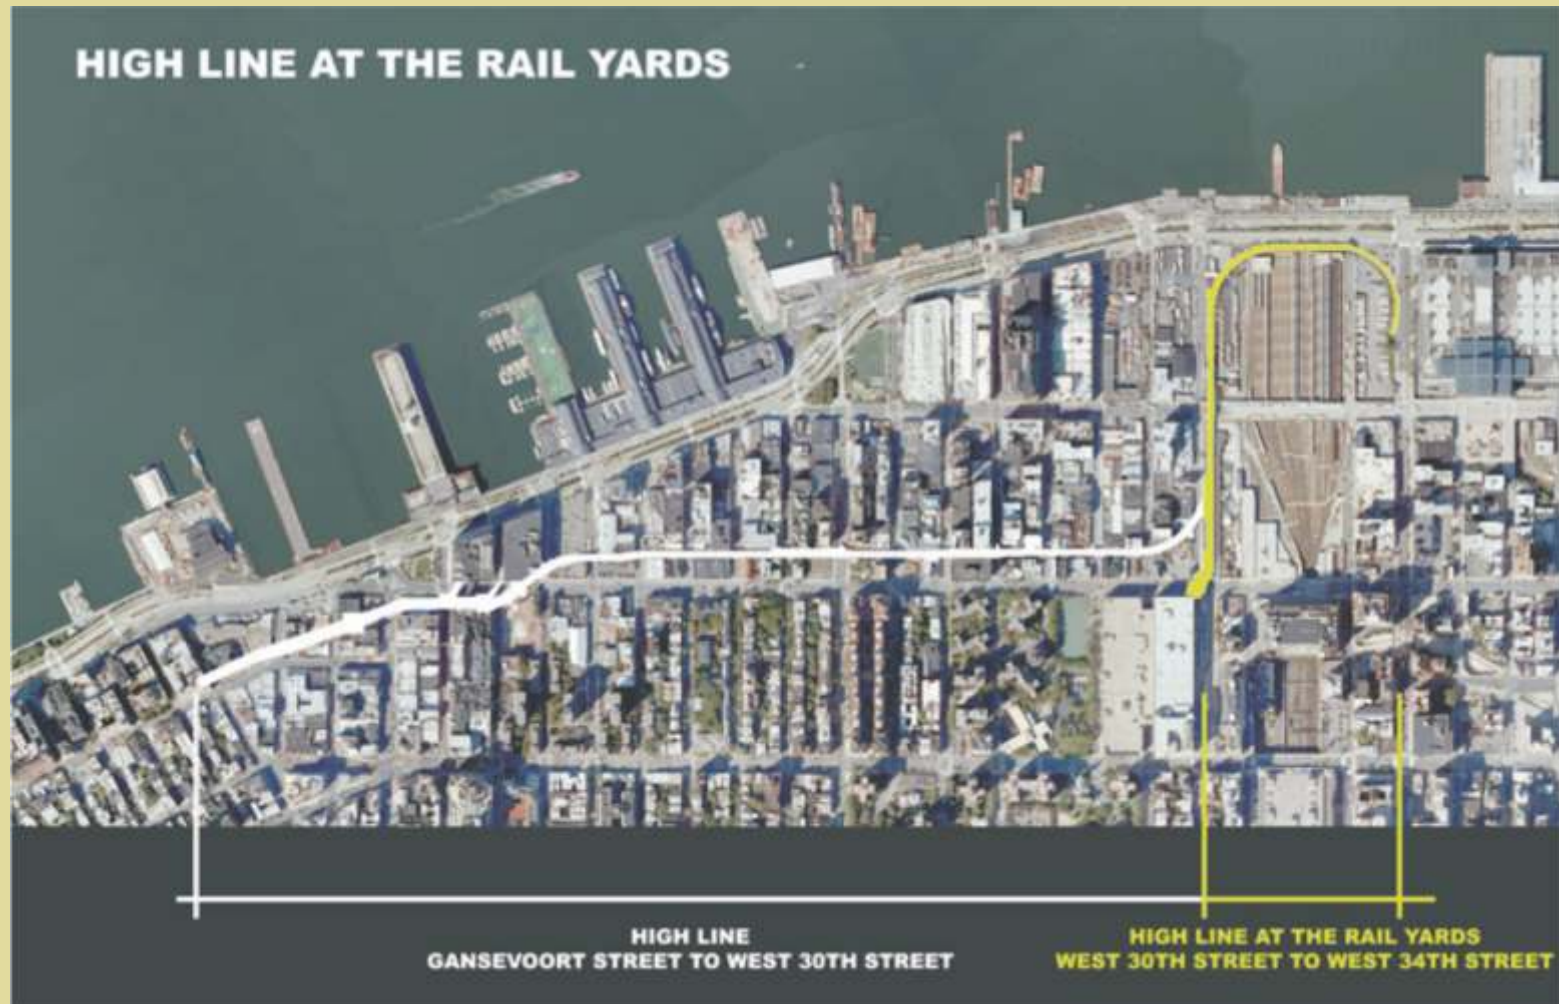 HIGH LINE AT THE RAIL YARDS
HIGH LINE
GANSEVOORT STREET TO WEST 30TH STREET
HIGH LINE AT THE RAIL YARDS
WEST 30TH STREET TO WEST 34TH STREET